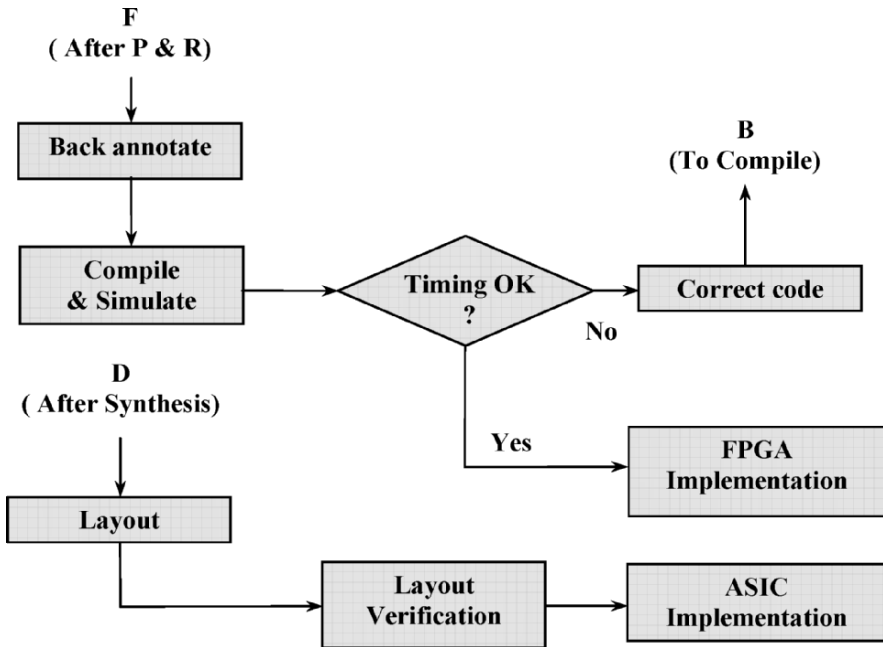 F
( After P & R)
Back annotate
B
(To Compile)
Compile
& Simulate
Timing OK
?
Correct code
No
D
( After Synthesis)
Yes
FPGA
Implementation
Layout
Layout
Verification
ASIC
Implementation